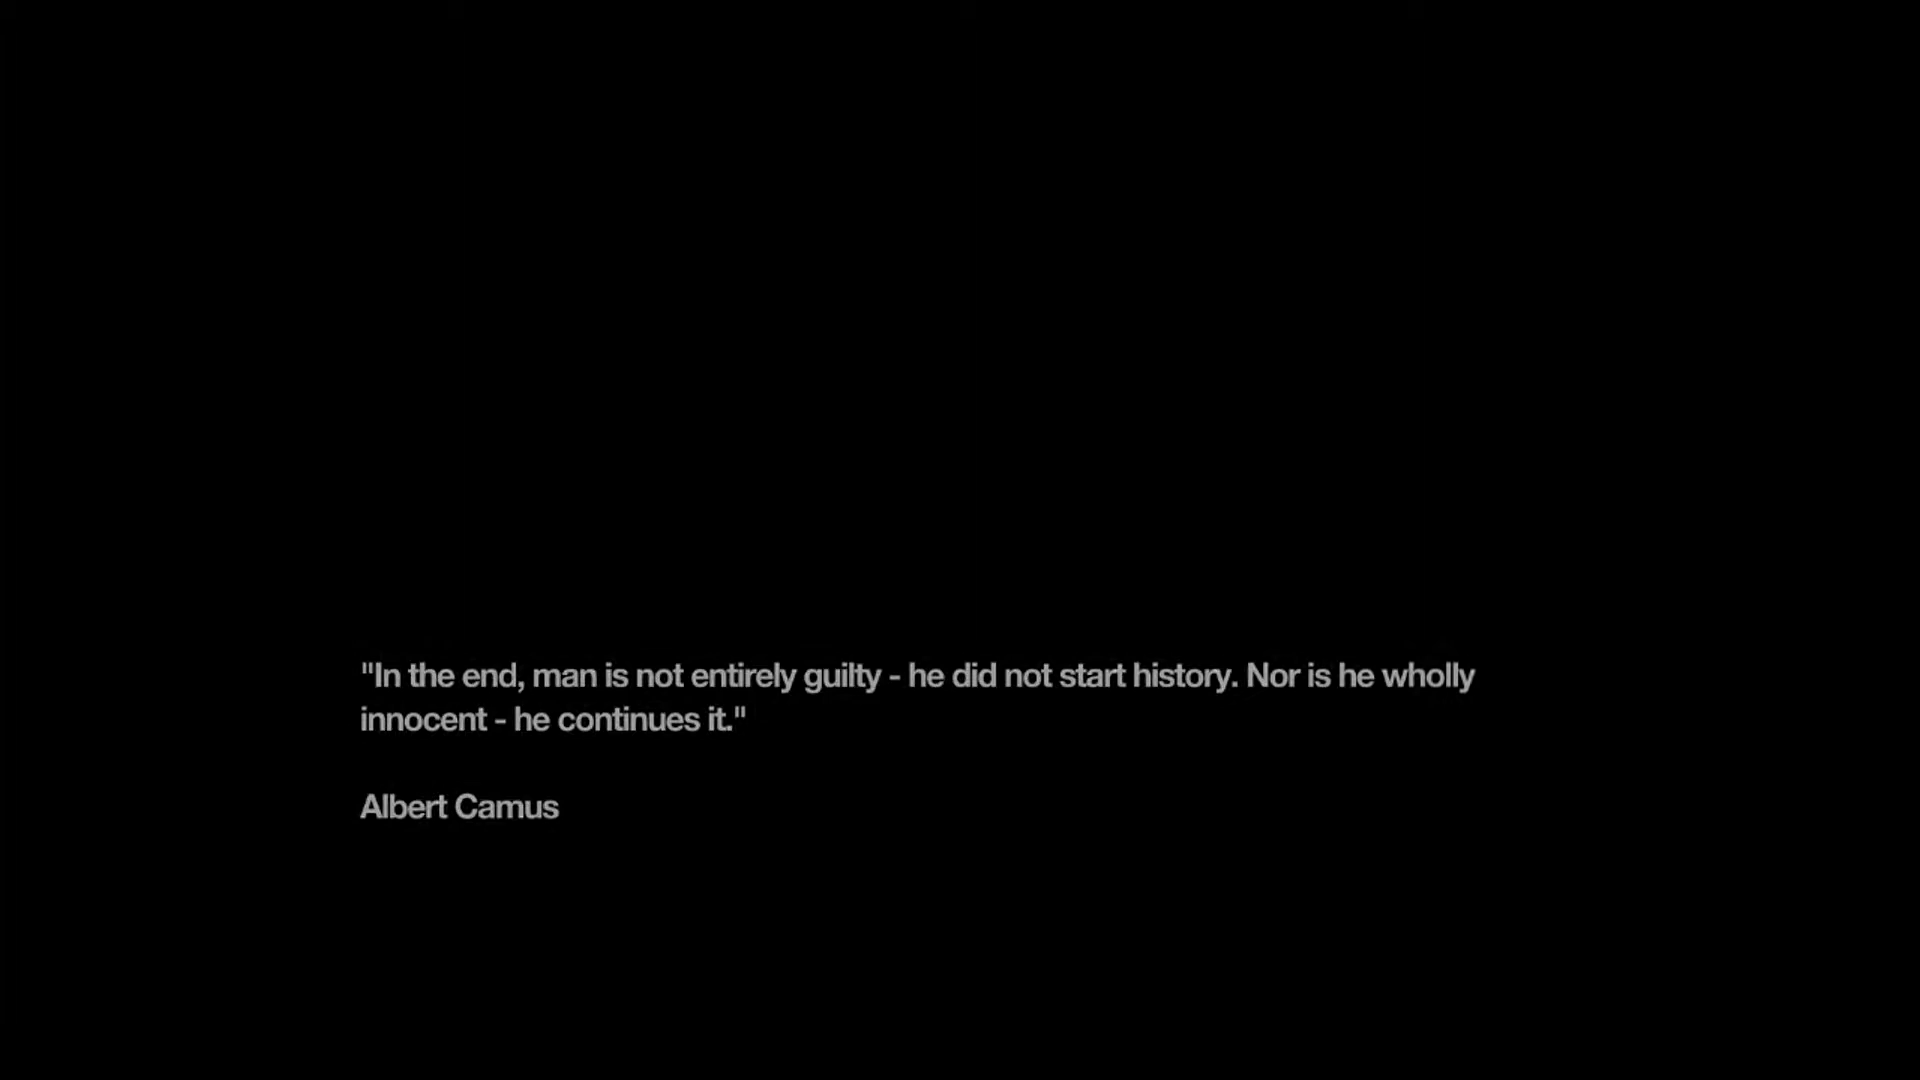 "In the end, man is not entirely guilty - he did not start history. Nor is he wholly
innocent - he continues it."
Albert Camus